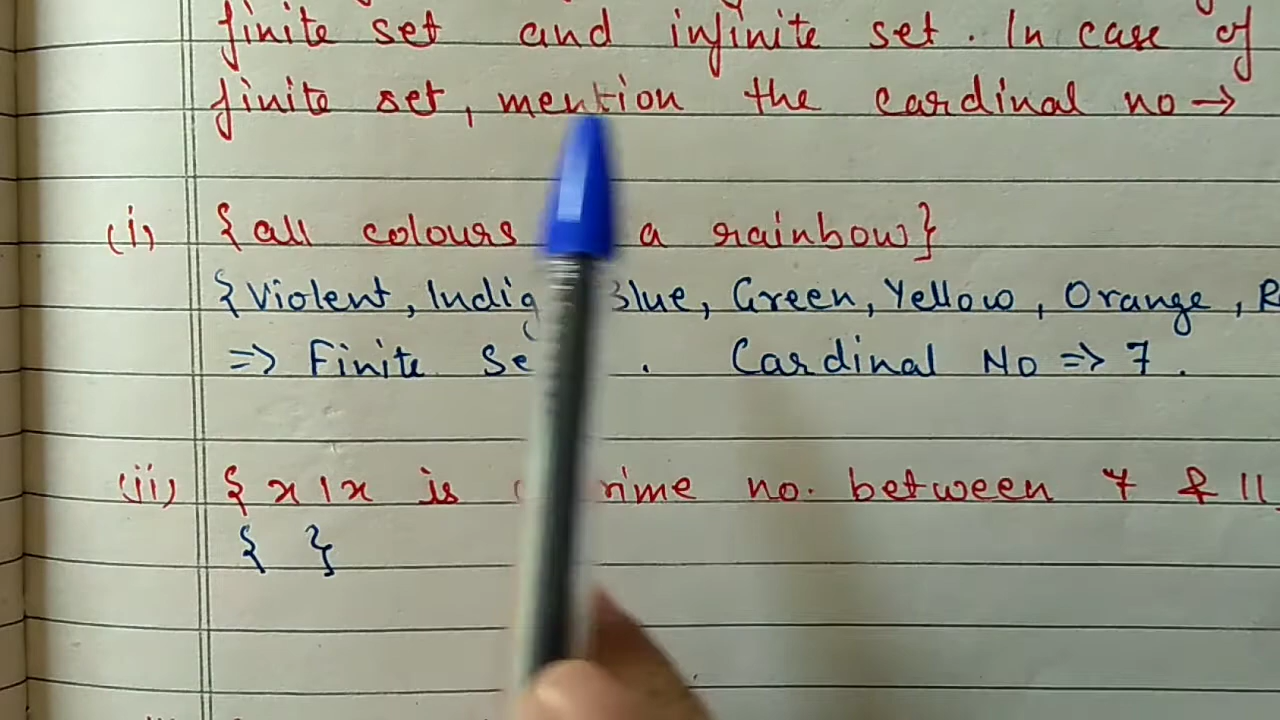 finite set and infinite set. In case of
finite set, mention the cardinal no →
(i) {all colours a rainbow}
{Violent, Indig Blue, Green, Yellow, Orange, R
=> Finite Se . Cardinal No => 7.
(ii) {x | x is no. between 7 & 11
{ }